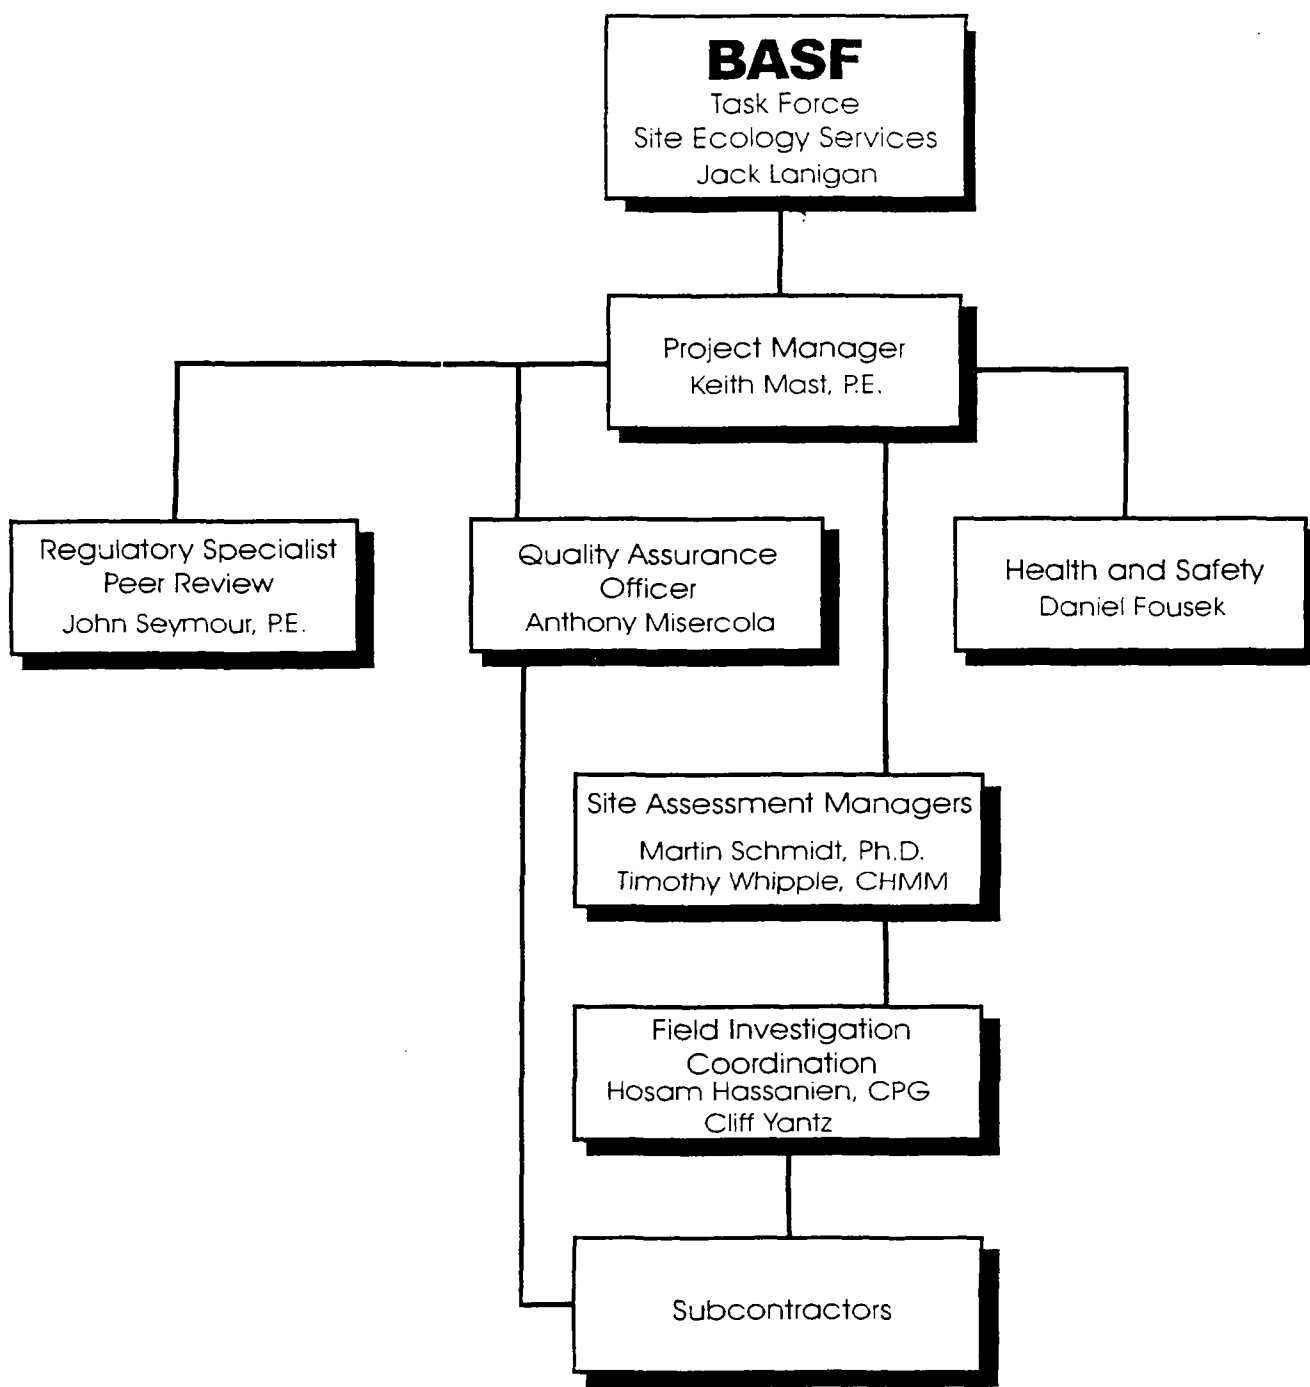 BASF
Task Force
Site Ecology Services
Jack Lanigan
Project Manager
Keith Mast, P.E.
Regulatory Specialist
Peer Review
John Seymour, P.E.
Quality Assurance
Officer
Anthony Misercola
Health and Safety
Daniel Fousek
Site Assessment Managers
Martin Schmidt, Ph.D.
Timothy Whipple, CHMM
Field Investigation
Coordination
Hosam Hassanien, CPG
Cliff Yantz
Subcontractors